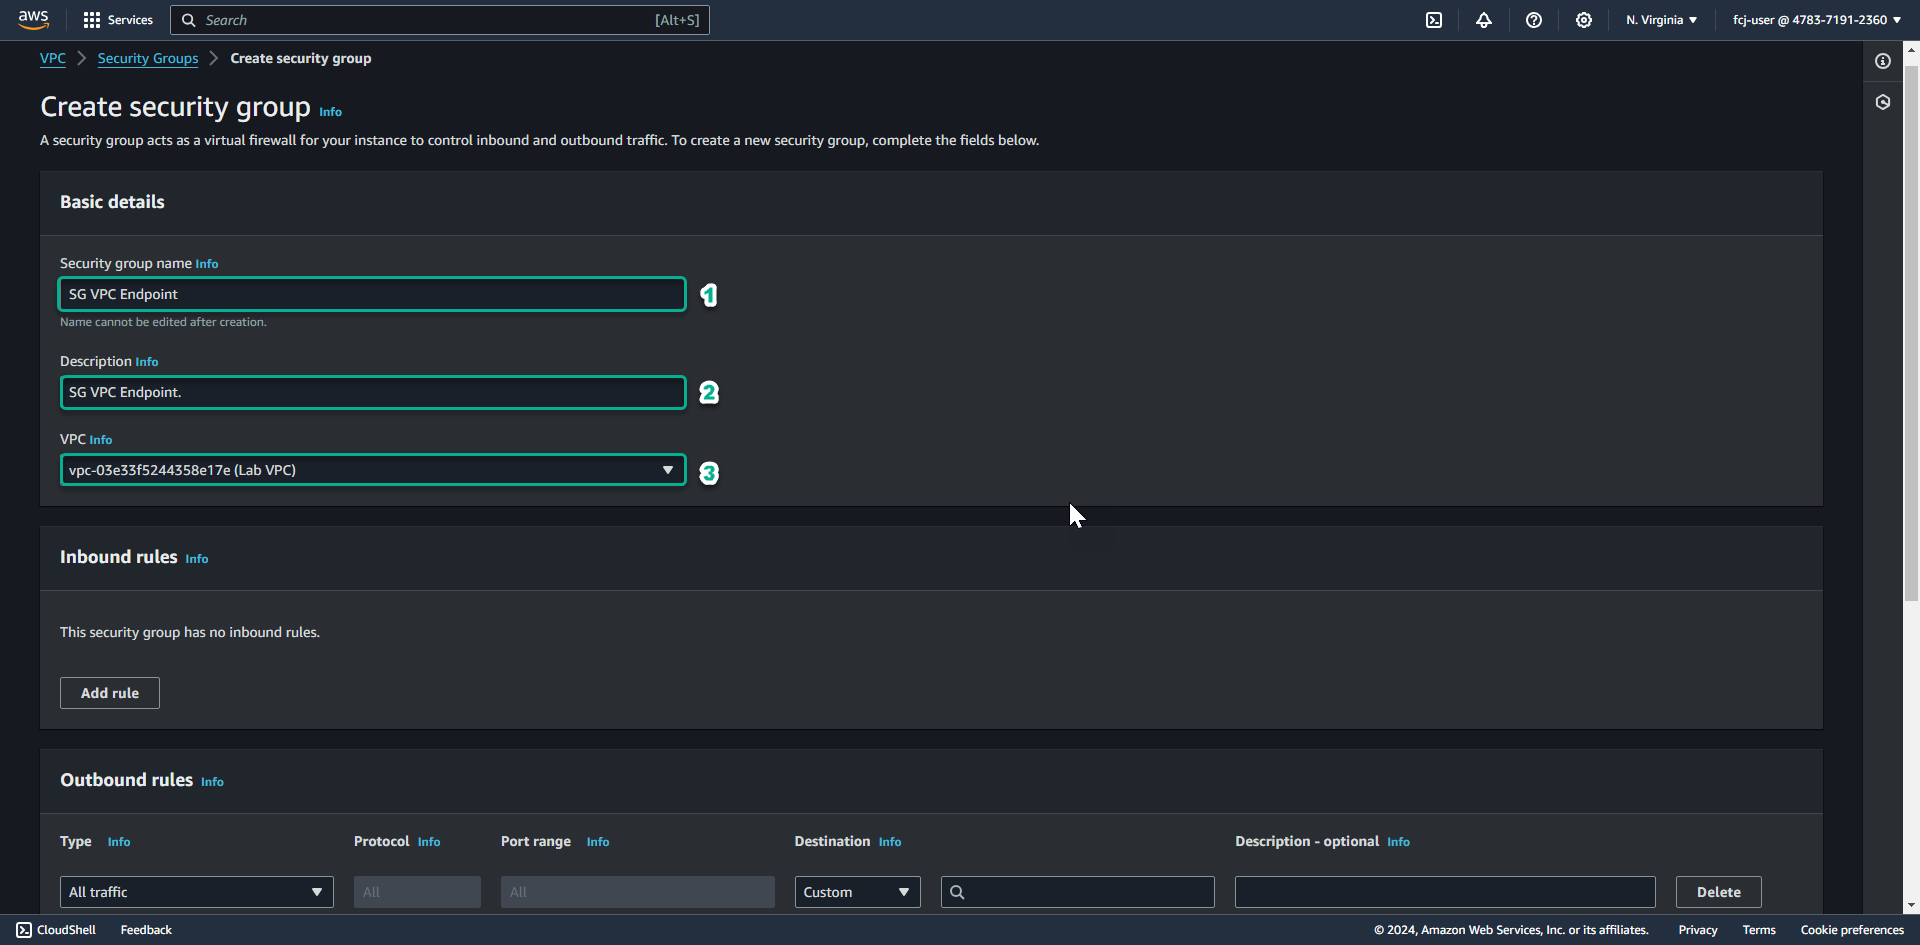 aws Services Search [Alt+S] N. Virginia fcj-user @ 4783-7191-2360
VPC Security Groups Create security group
Create security group Info
A security group acts as a virtual firewall for your instance to control inbound and outbound traffic. To create a new security group, complete the fields below.
Basic details
Security group name Info
SG VPC Endpoint 1
Name cannot be edited after creation.
Description Info
SG VPC Endpoint. 2
VPC Info
vpc-03e33f5244358e17e (Lab VPC) 3
Inbound rules Info
This security group has no inbound rules.
Add rule
Outbound rules Info
Type Info Protocol Info Port range Info Destination Info Description - optional Info
All traffic All All Custom Delete
CloudShell Feedback © 2024, Amazon Web Services, Inc. or its affiliates. Privacy Terms Cookie preferences